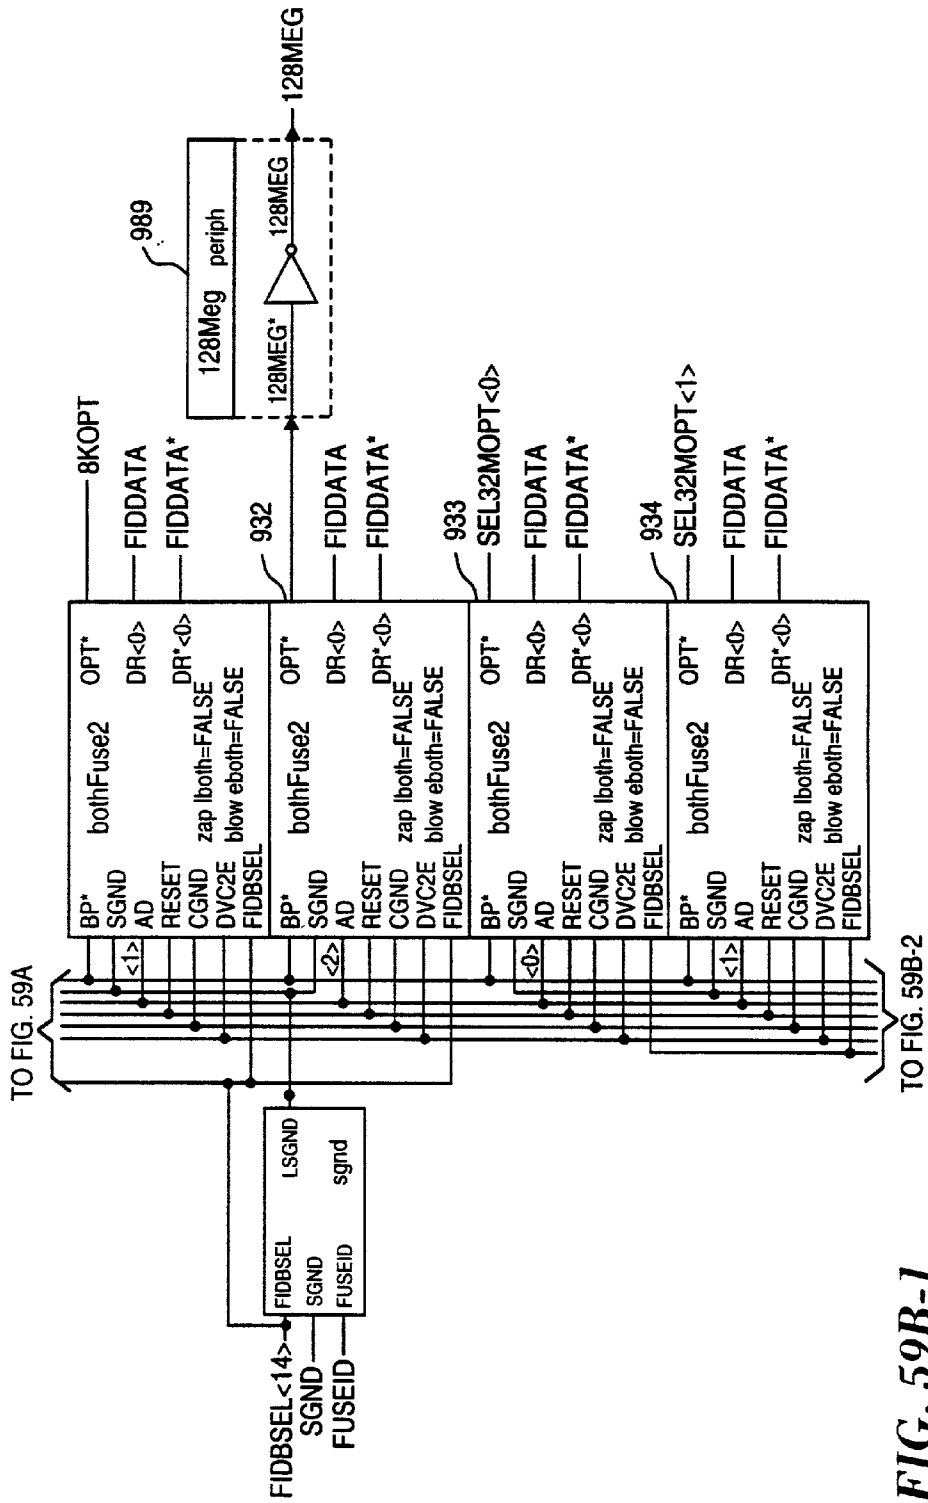 TO FIG. 59A
FIDBSEL<14>
SGND
FUSEID
FIDBSEL
SGND
FUSEID
LSGND
sgnd
BP*
SGND
<1>
AD
RESET
CGND
DVC2E
FIDBSEL
bothFuse2
zap lboth=FALSE
blow eboth=FALSE
OPT*
DR<0>
DR*<0>
8KOPT
FIDDATA
FIDDATA*
BP*
SGND
<2>
AD
RESET
CGND
DVC2E
FIDBSEL
bothFuse2
zap lboth=FALSE
blow eboth=FALSE
OPT*
DR<0>
DR*<0>
932
FIDDATA
FIDDATA*
989
128Meg periph
128MEG*
128MEG
128MEG
BP*
SGND
<0>
AD
RESET
CGND
DVC2E
FIDBSEL
bothFuse2
zap lboth=FALSE
blow eboth=FALSE
OPT*
DR<0>
DR*<0>
933
SEL32MOPT<0>
FIDDATA
FIDDATA*
BP*
SGND
<1>
AD
RESET
CGND
DVC2E
FIDBSEL
bothFuse2
zap lboth=FALSE
blow eboth=FALSE
OPT*
DR<0>
DR*<0>
934
SEL32MOPT<1>
FIDDATA
FIDDATA*
TO FIG. 59B-2
FIG. 59B-1